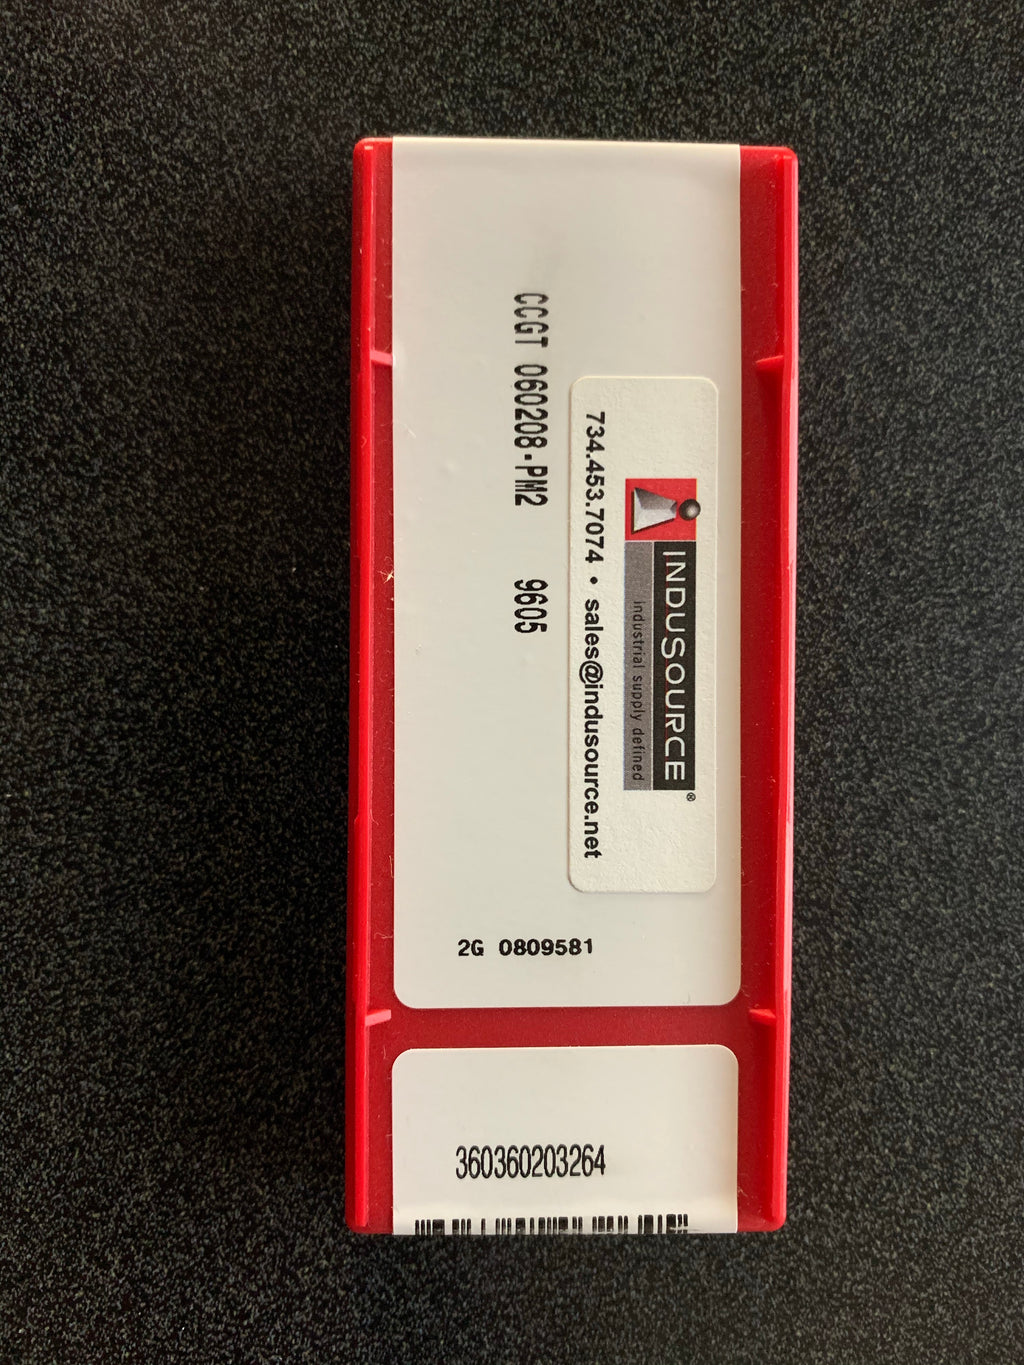 INDUSOURCE®
industrial supply defined
734.453.7074 • sales@indusource.net
CCGT 060208-PM2 9605
2G 0809581
360360203264